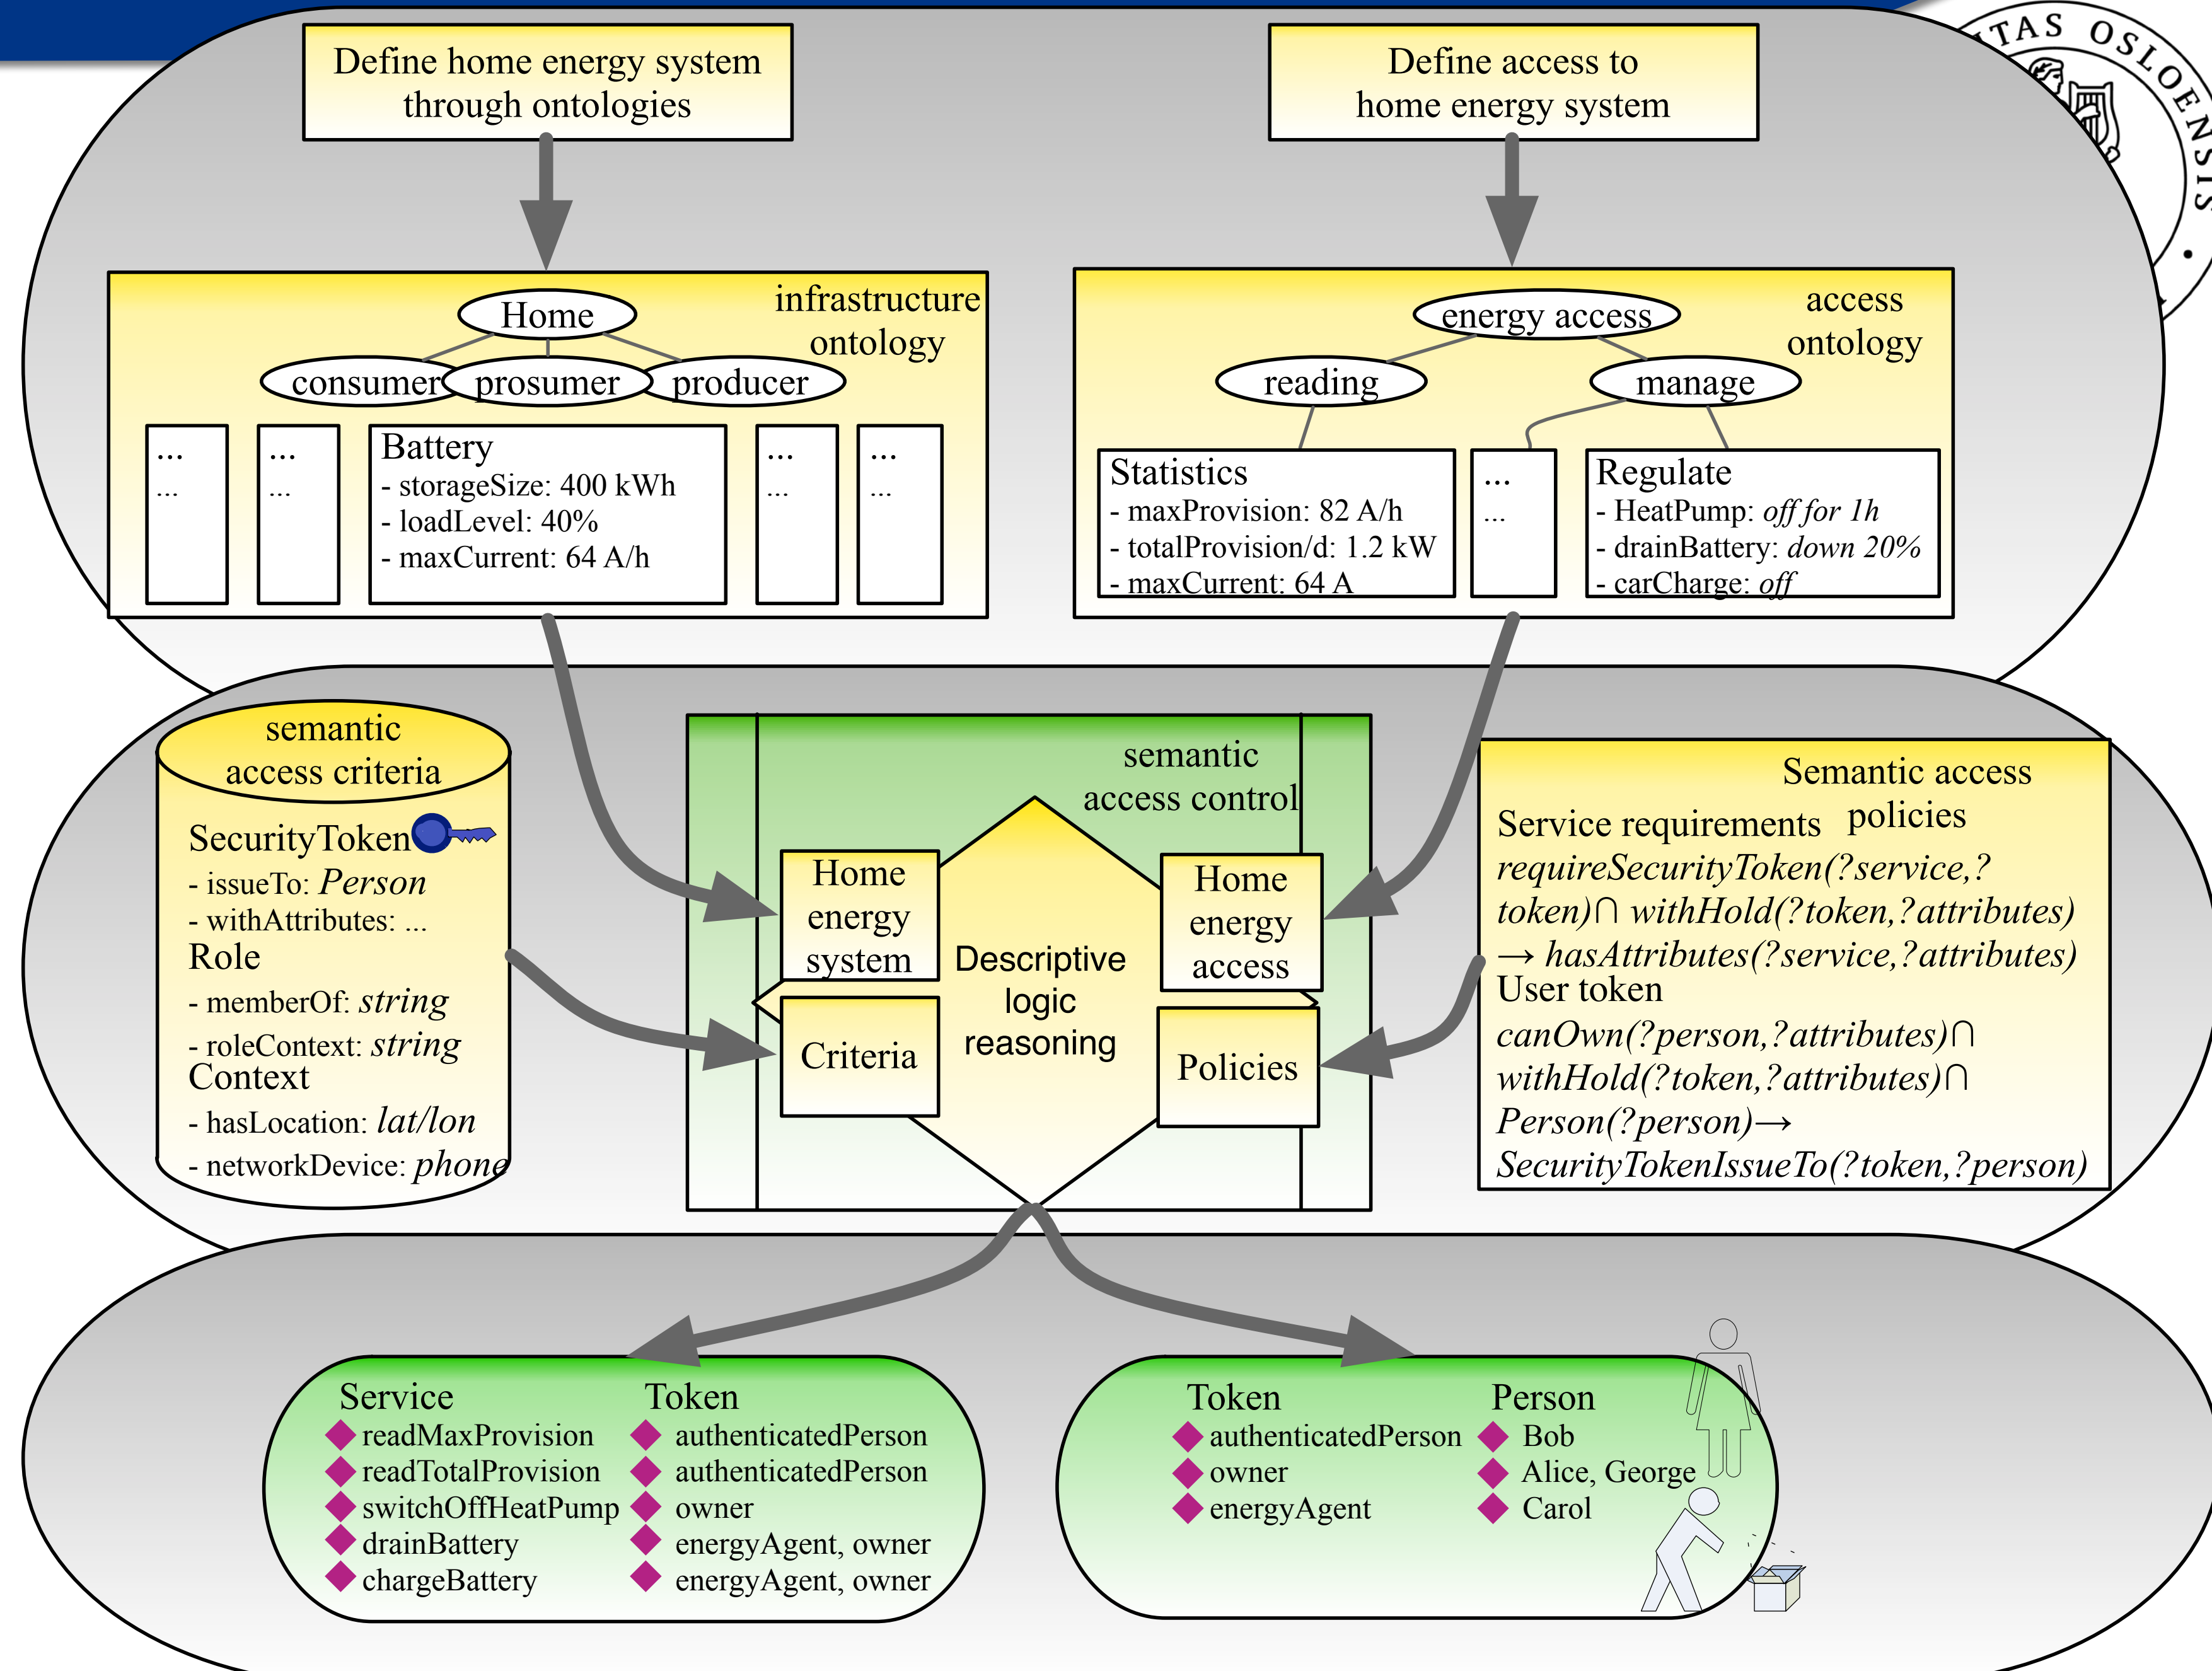 Define home energy system
through ontologies
Define access to
home energy system
TAS OSLOENSIS
infrastructure
ontology
Home
consumer
prosumer
producer
...
...
...
...
Battery
- storageSize: 400 kWh
- loadLevel: 40%
- maxCurrent: 64 A/h
...
...
...
...
access
ontology
energy access
reading
manage
Statistics
- maxProvision: 82 A/h
- totalProvision/d: 1.2 kW
- maxCurrent: 64 A
...
...
Regulate
- HeatPump: off for 1h
- drainBattery: down 20%
- carCharge: off
semantic
access criteria
SecurityToken
- issueTo: Person
- withAttributes: ...
Role
- memberOf: string
- roleContext: string
Context
- hasLocation: lat/lon
- networkDevice: phone
semantic
access control
Home
energy
system
Home
energy
access
Descriptive
logic
reasoning
Criteria
Policies
Semantic access
policies
Service requirements
requireSecurityToken(?service,?
token)∩ withHold(?token,?attributes)
→ hasAttributes(?service,?attributes)
User token
canOwn(?person,?attributes)∩
withHold(?token,?attributes)∩
Person(?person)→
SecurityTokenIssueTo(?token,?person)
Service Token
readMaxProvision authenticatedPerson
readTotalProvision authenticatedPerson
switchOffHeatPump owner
drainBattery energyAgent, owner
chargeBattery energyAgent, owner
Token Person
authenticatedPerson Bob
owner Alice, George
energyAgent Carol